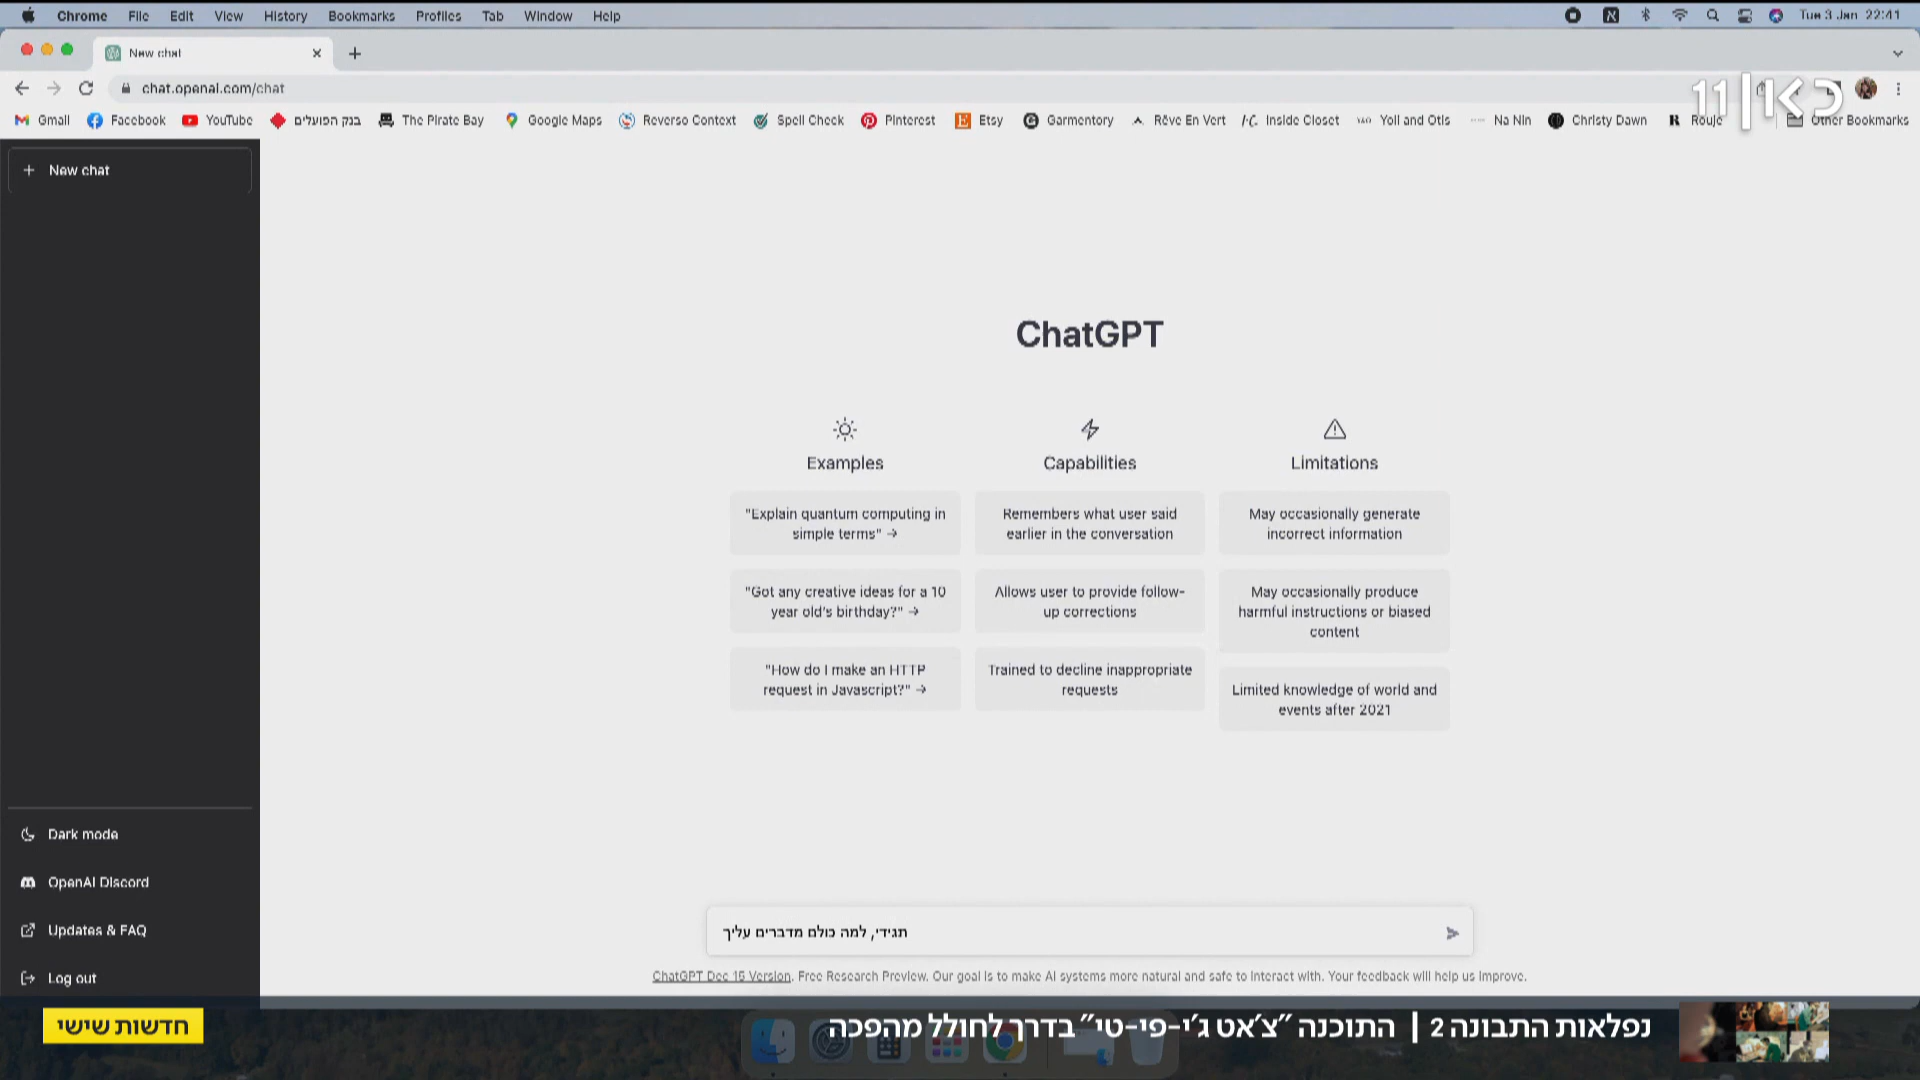 Chrome File Edit View History Bookmarks Profiles Tab Window Help
Tue 3 Jan 22:41
New chat
chat.openai.com/chat
כאן 11
Gmail Facebook YouTube בנק הפועלים The Pirate Bay Google Maps Reverso Context Spell Check Pinterest Etsy Garmentory Rêve En Vert Inside Closet Yoli and Otis Na Nin Christy Dawn Rouje Other Bookmarks
New chat
ChatGPT
Examples
"Explain quantum computing in
simple terms" →
"Got any creative ideas for a 10
year old's birthday?" →
"How do I make an HTTP
request in Javascript?" →
Capabilities
Remembers what user said
earlier in the conversation
Allows user to provide follow-
up corrections
Trained to decline inappropriate
requests
Limitations
May occasionally generate
incorrect information
May occasionally produce
harmful instructions or biased
content
Limited knowledge of world and
events after 2021
Dark mode
OpenAI Discord
Updates & FAQ
Log out
תגידי, למה כולם מדברים עליך
ChatGPT Dec 15 Version. Free Research Preview. Our goal is to make AI systems more natural and safe to interact with. Your feedback will help us improve.
נפלאות התבונה 2 | התוכנה "צ'אט ג'י-פי-טי" בדרך לחולל מהפכה
חדשות שישי